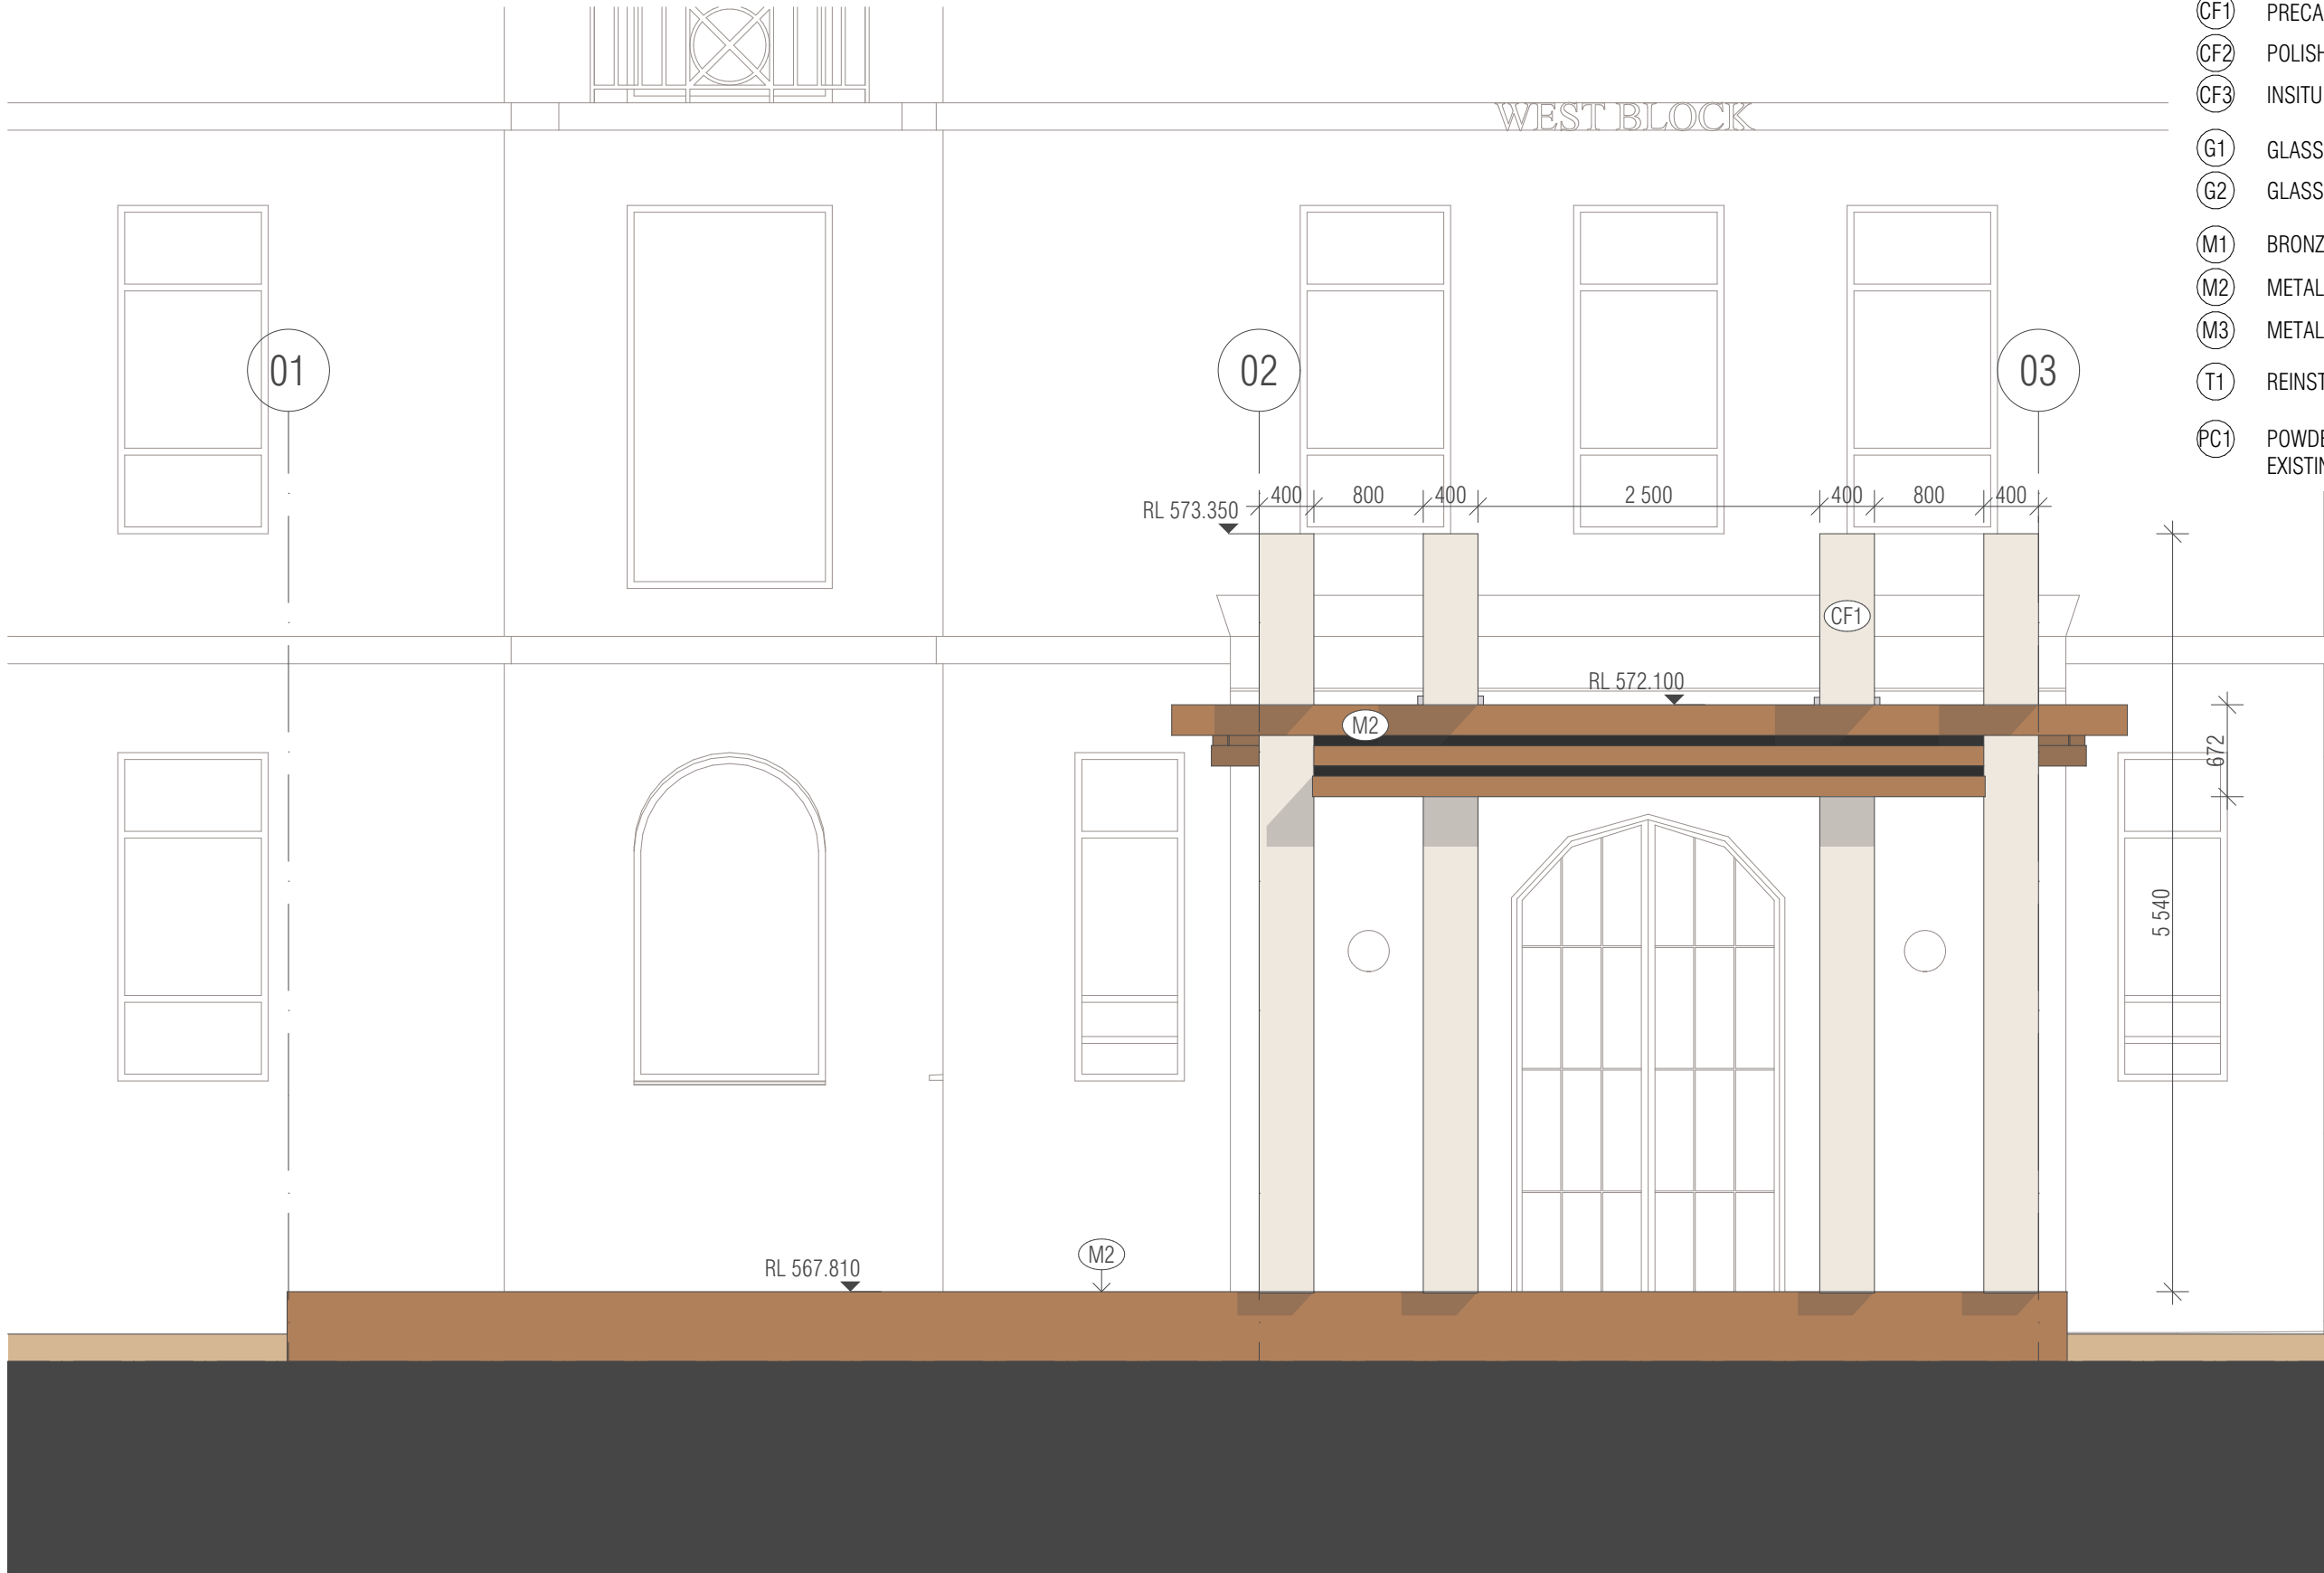 CF1 PRECA
CF2 POLISH
CF3 INSITU
WEST BLOCK
G1 GLASS
G2 GLASS
M1 BRONZ
M2 METAL
M3 METAL
T1 REINST
PC1 POWDE
EXISTIN
01
02
03
400 800 400 2 500 400 800 400
RL 573.350
CF1
RL 572.100
M2
672
5 540
M2
RL 567.810